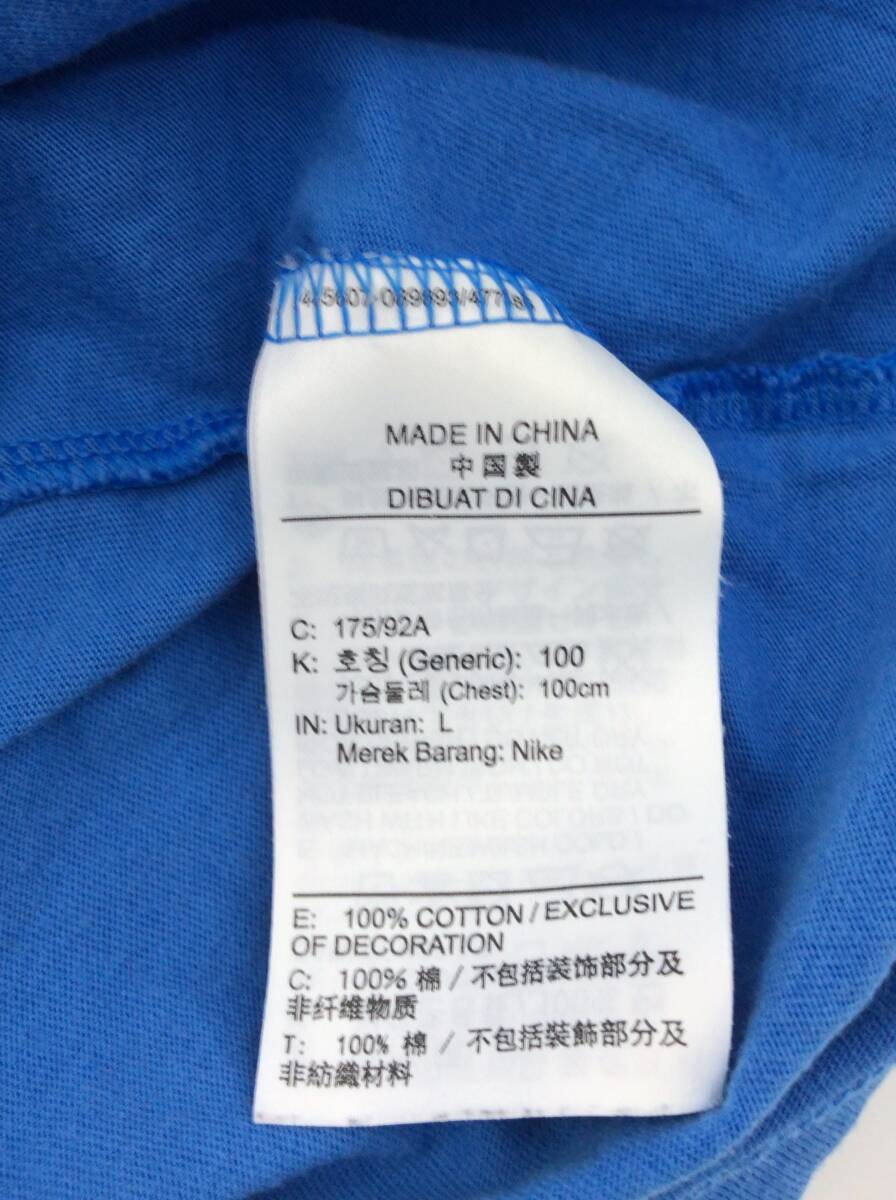 MADE IN CHINA
中国製
DIBUAT DI CINA
C: 175/92A
K: 호칭 (Generic): 100
가슴둘레 (Chest): 100cm
IN: Ukuran: L
Merek Barang: Nike
E: 100% COTTON / EXCLUSIVE
OF DECORATION
C: 100% 棉 / 不包括装饰部分及
非纤维物质
T: 100% 棉 / 不包括裝飾部分及
非紡織材料